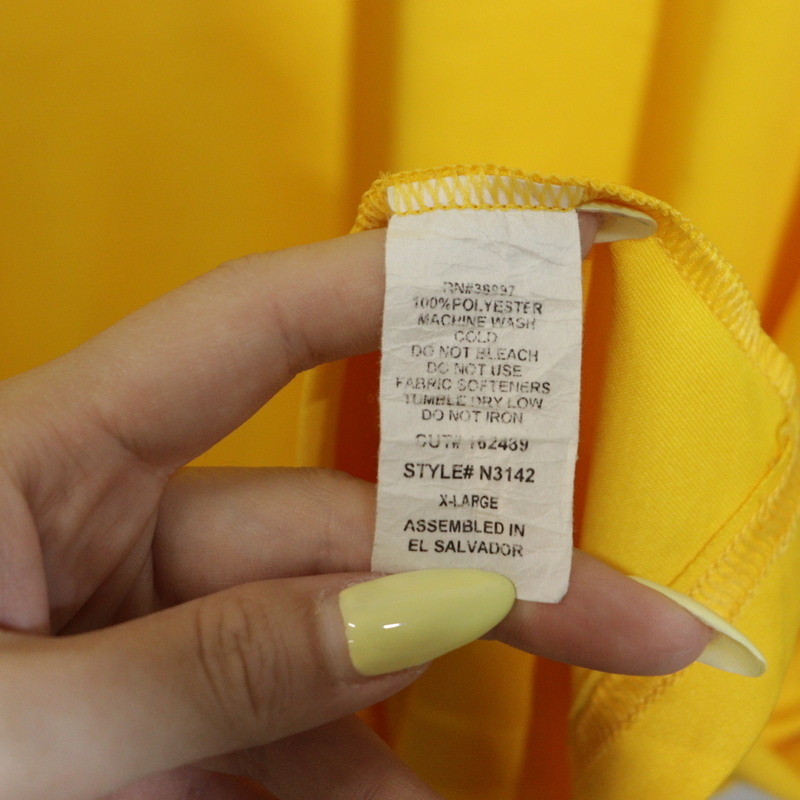 RN#38997
100%POLYESTER
MACHINE WASH
COLD
DO NOT BLEACH
DO NOT USE
FABRIC SOFTENERS
TUMBLE DRY LOW
DO NOT IRON
CUT# 162439
STYLE# N3142
X-LARGE
ASSEMBLED IN
EL SALVADOR